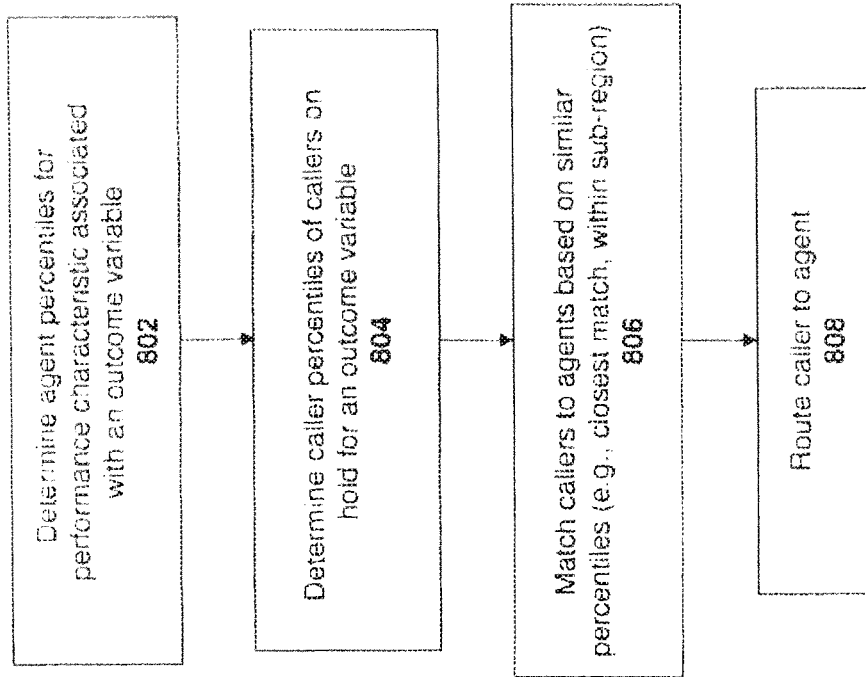 Determine agent percentiles for
performance characteristic associated
with an outcome variable
802
Determine caller percentiles of callers on
hold for an outcome variable
804
Match callers to agents based on similar
percentiles (e.g., closest match, within sub-region)
806
Route caller to agent
808